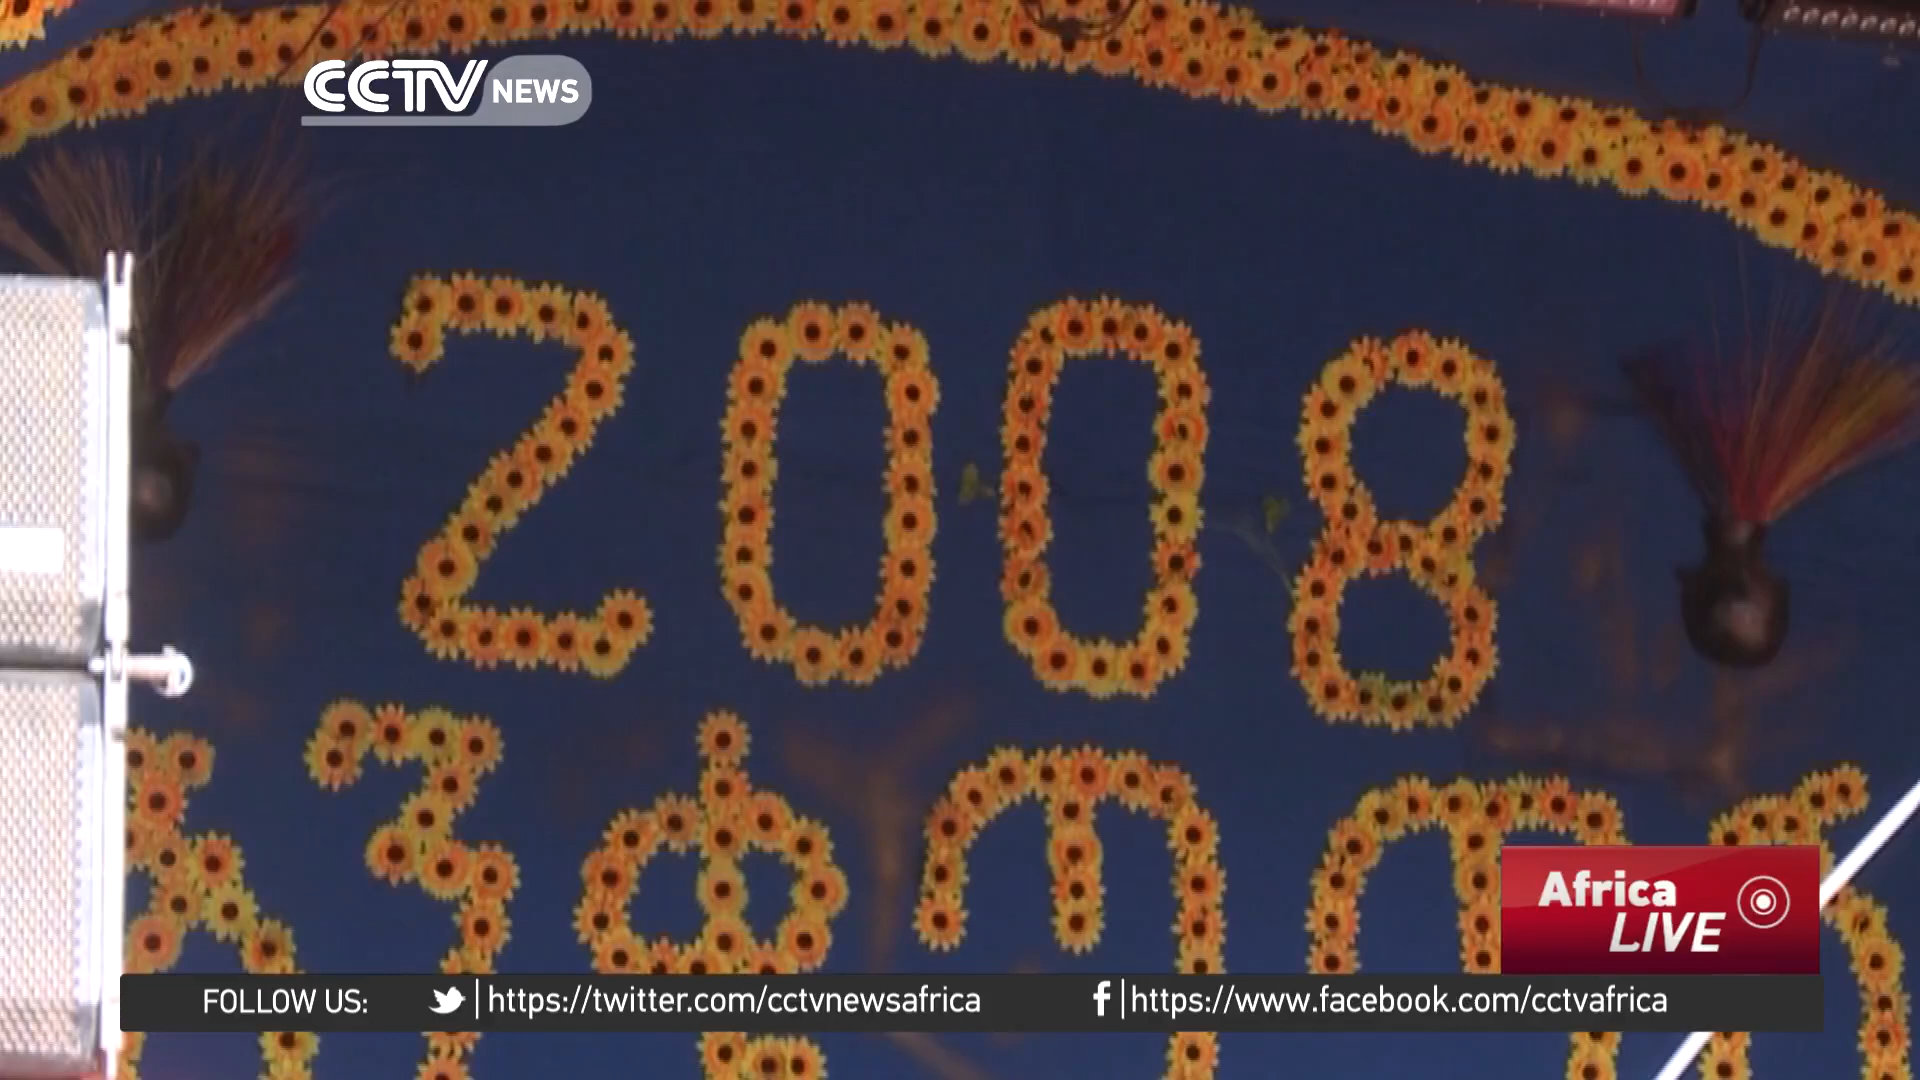 CCTV NEWS
2008
Africa
LIVE
FOLLOW US: https://twitter.com/cctvnewsafrica https://www.facebook.com/cctvafrica